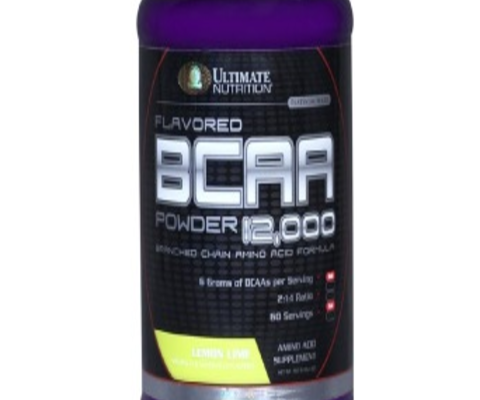 ULTIMATE
NUTRITION
FLAVORED
BCAA
POWDER 12,000
BRANCHED CHAIN AMINO ACID FORMULA
6 Grams of BCAAs per Serving
2:1:1 Ratio
60 Servings
LEMON LIME
AMINO ACID
SUPPLEMENT